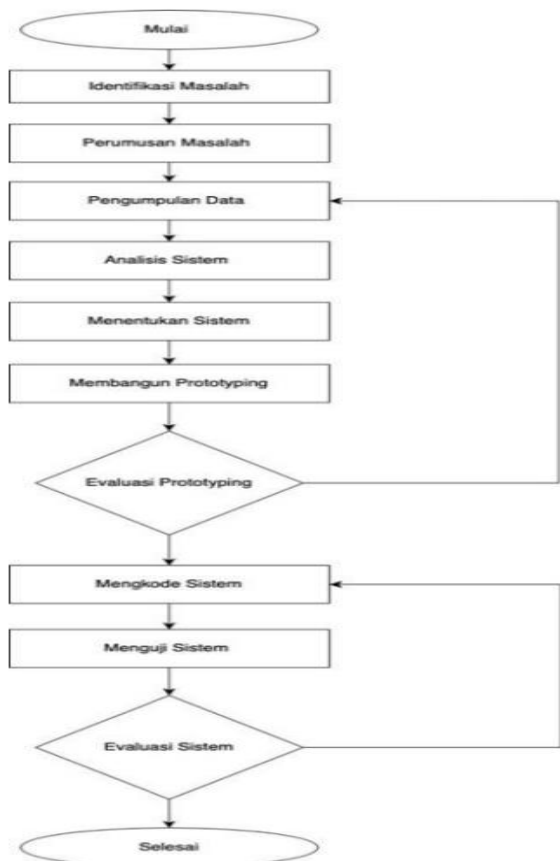 Mulai
Identifikasi Masalah
Perumusan Masalah
Pengumpulan Data
Analisis Sistem
Menentukan Sistem
Membangun Prototyping
Evaluasi Prototyping
Mengkode Sistem
Menguji Sistem
Evaluasi Sistem
Selesai